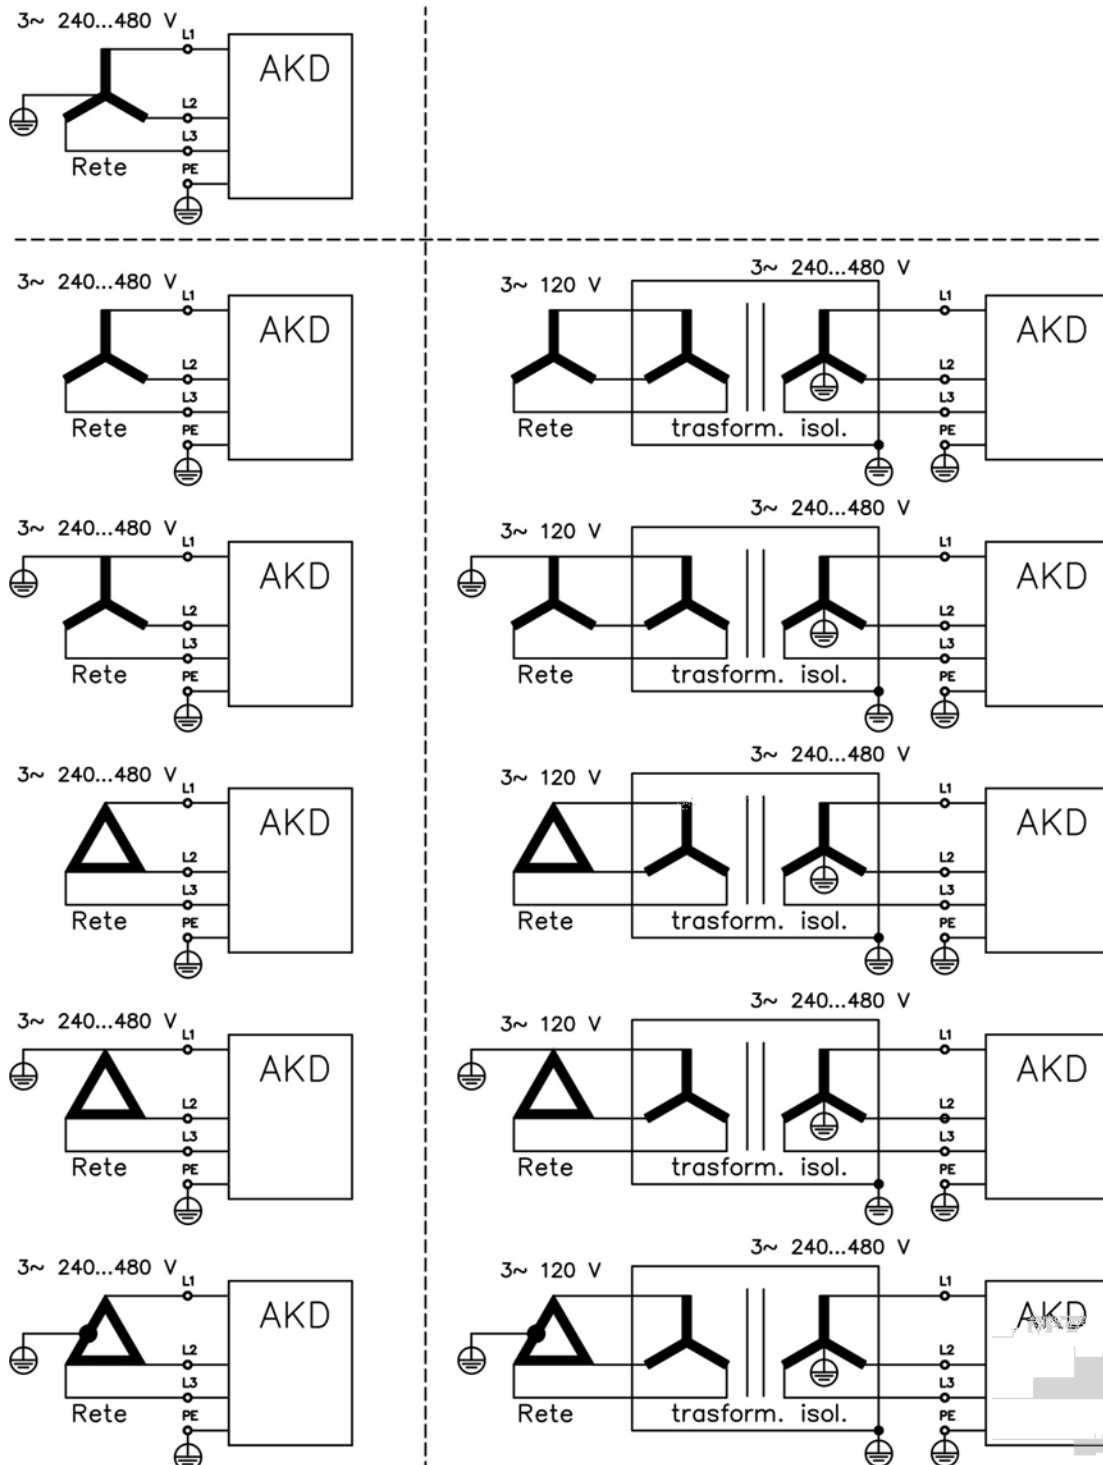 3~ 240...480 V
L1
AKD
L2
L3
Rete
PE
3~ 240...480 V
L1
AKD
L2
L3
Rete
PE
3~ 120 V
3~ 240...480 V
L1
AKD
L2
L3
Rete
trasform. isol.
PE
3~ 240...480 V
L1
AKD
L2
L3
Rete
PE
3~ 120 V
3~ 240...480 V
L1
AKD
L2
L3
Rete
trasform. isol.
PE
3~ 240...480 V
L1
AKD
L2
L3
Rete
PE
3~ 120 V
3~ 240...480 V
L1
AKD
L2
L3
Rete
trasform. isol.
PE
3~ 240...480 V
L1
AKD
L2
L3
Rete
PE
3~ 120 V
3~ 240...480 V
L1
AKD
L2
L3
Rete
trasform. isol.
PE
3~ 240...480 V
L1
AKD
L2
L3
Rete
PE
3~ 120 V
3~ 240...480 V
L1
AKD
L2
L3
Rete
trasform. isol.
PE